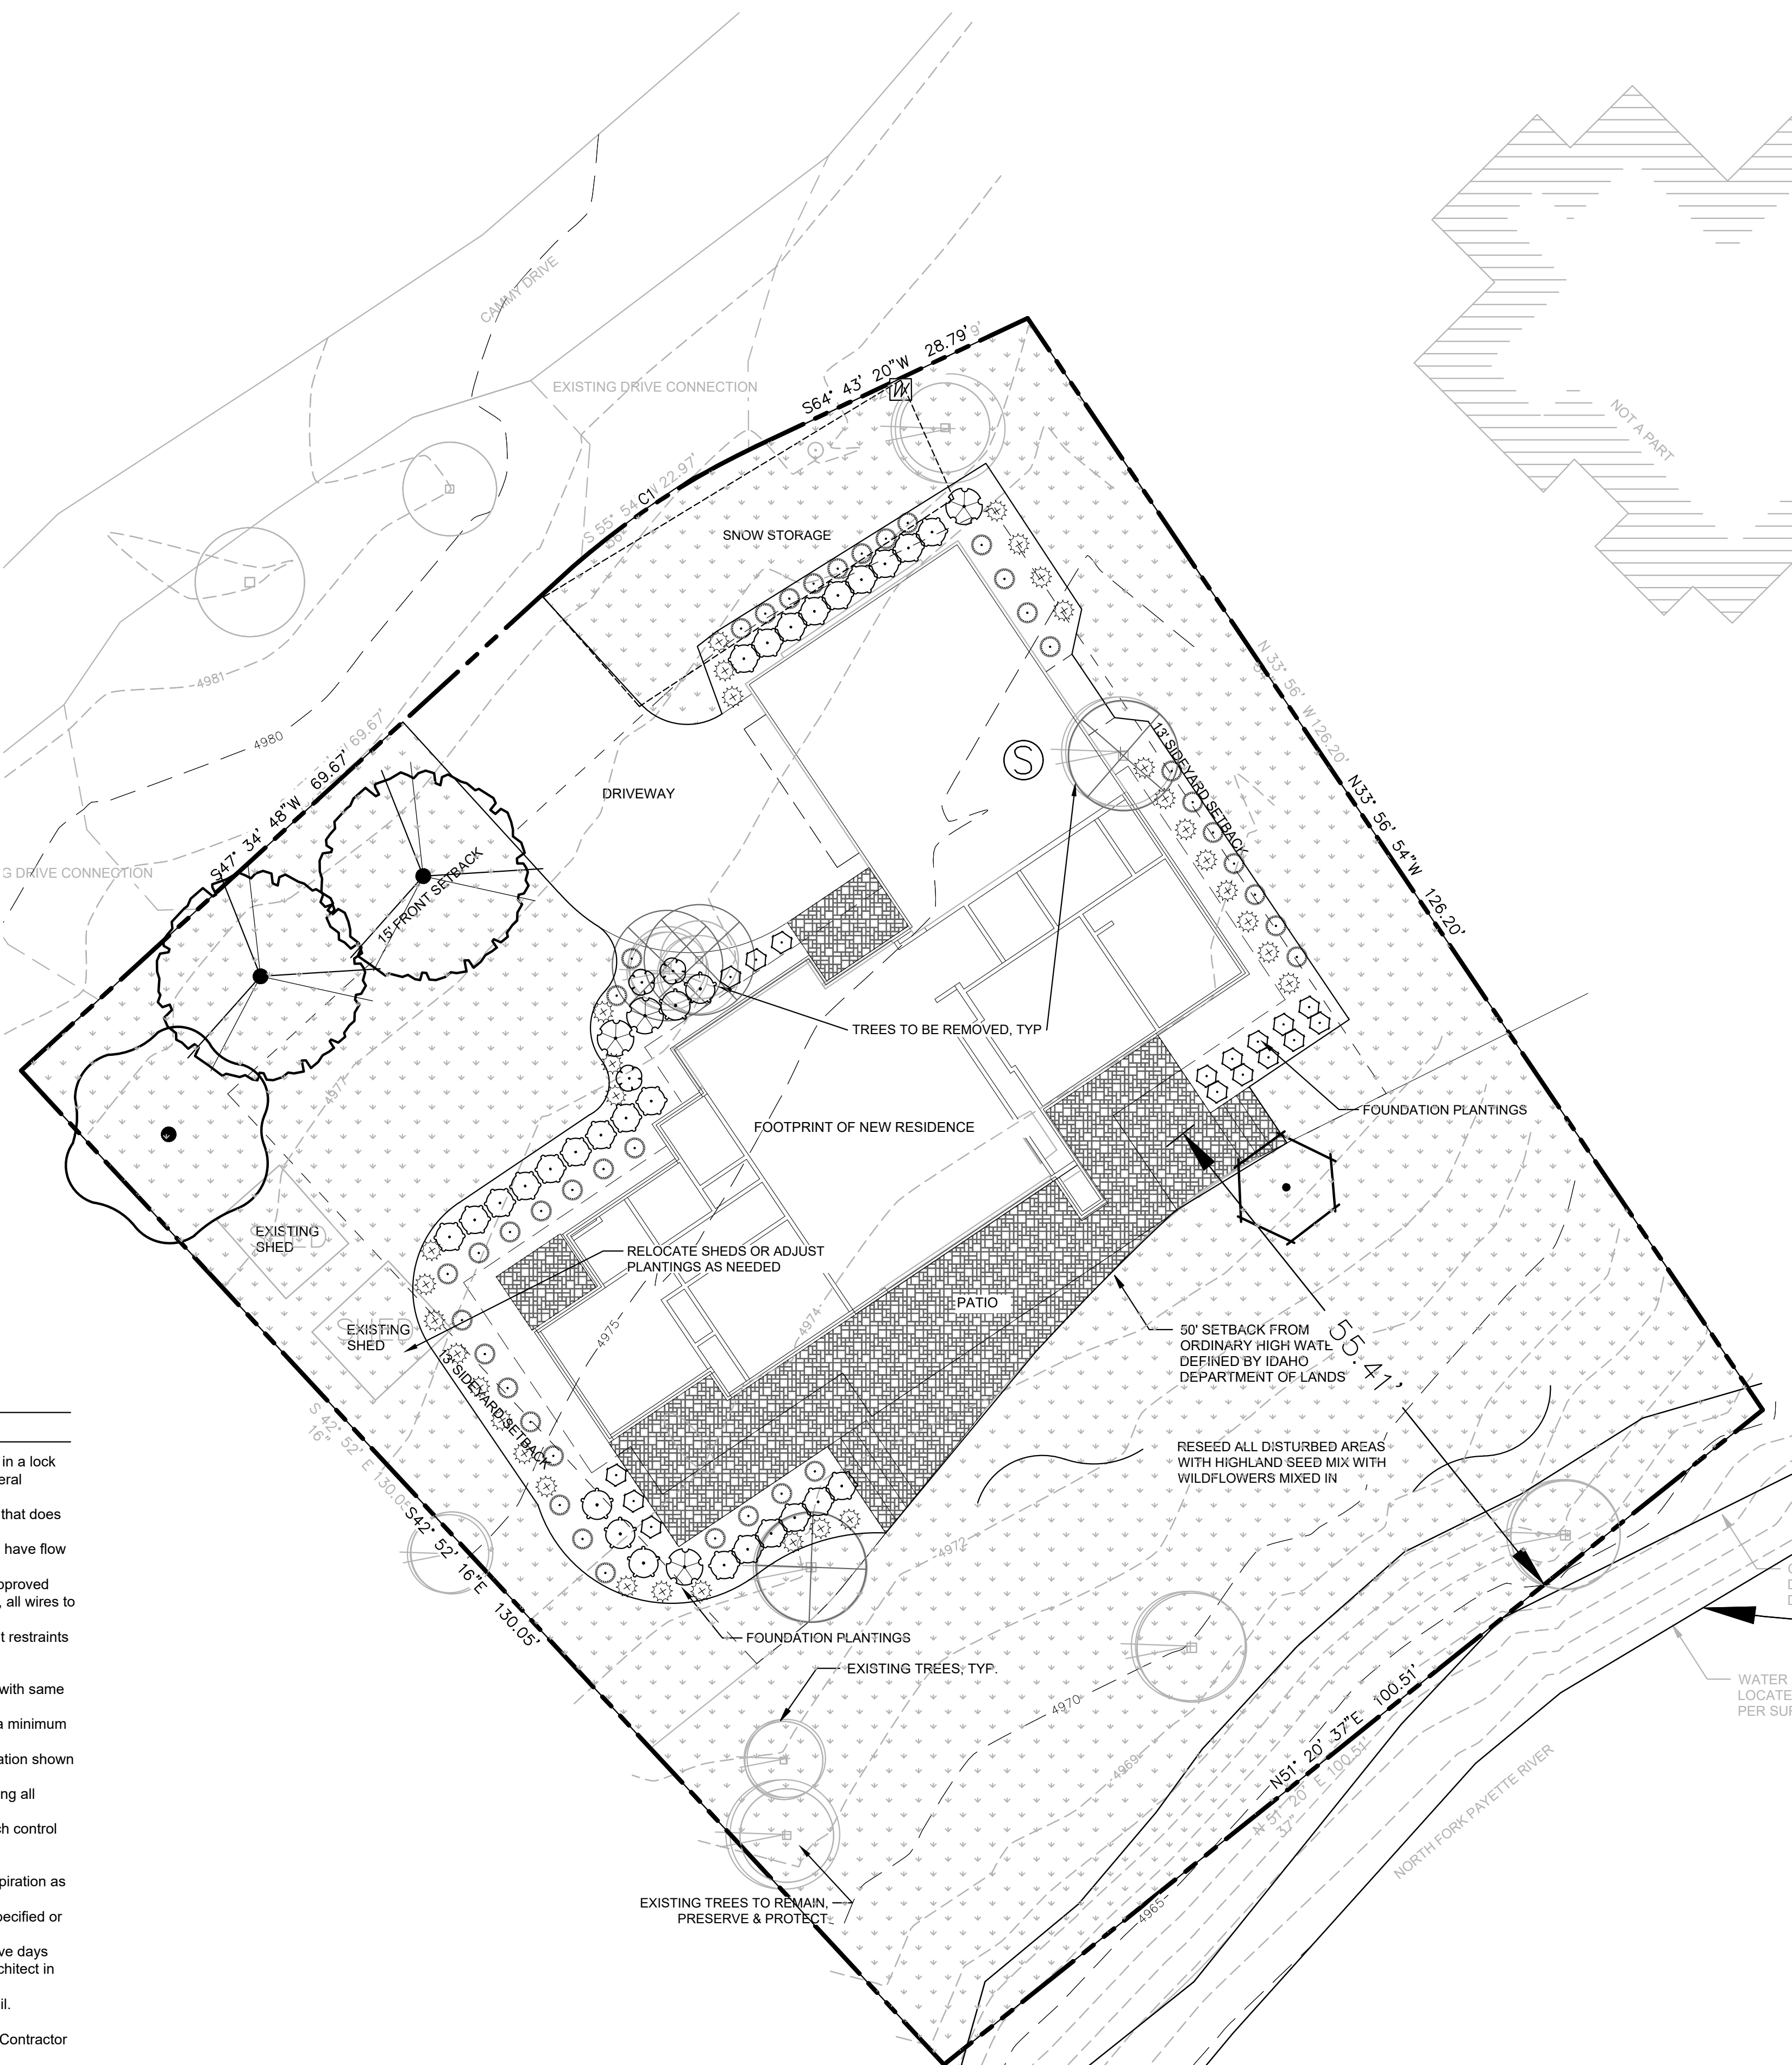 CAMMY DRIVE
EXISTING DRIVE CONNECTION
NOT A PART
S64° 43' 20"W 28.79'
C1
SNOW STORAGE
4981
4980
S47° 34' 48"W 69.67'
69.67'
DRIVEWAY
G DRIVE CONNECTION
15' FRONT SETBACK
S
13' SIDEYARD SETBACK
N 33° 56'
W 126.20'
N33° 56' 54"W 126.20'
TREES TO BE REMOVED, TYP
4977
FOOTPRINT OF NEW RESIDENCE
FOUNDATION PLANTINGS
EXISTING
SHED
SHED
RELOCATE SHEDS OR ADJUST
PLANTINGS AS NEEDED
EXISTING
SHED
SHED
4975
4974
PATIO
50' SETBACK FROM
ORDINARY HIGH WATE
DEFINED BY IDAHO
DEPARTMENT OF LANDS
55.47'
13' SIDEYARD SETBACK
S 42° 52' E 130.05'
16"
S42° 52' 16"E 130.05'
RESEED ALL DISTURBED AREAS
WITH HIGHLAND SEED MIX WITH
WILDFLOWERS MIXED IN
4972
FOUNDATION PLANTINGS
EXISTING TREES, TYP.
4970
4969
N51° 20' 37"E 100.51'
N 51° 20' E 100.51'
37"
NORTH FORK PAYETTE RIVER
WATER
LOCATE
PER SUR
4965
EXISTING TREES TO REMAIN,
PRESERVE & PROTECT
in a lock
eral
that does
have flow
pproved
, all wires to
t restraints
with same
a minimum
ation shown
ng all
ch control
piration as
pecified or
ve days
chitect in
il.
Contractor